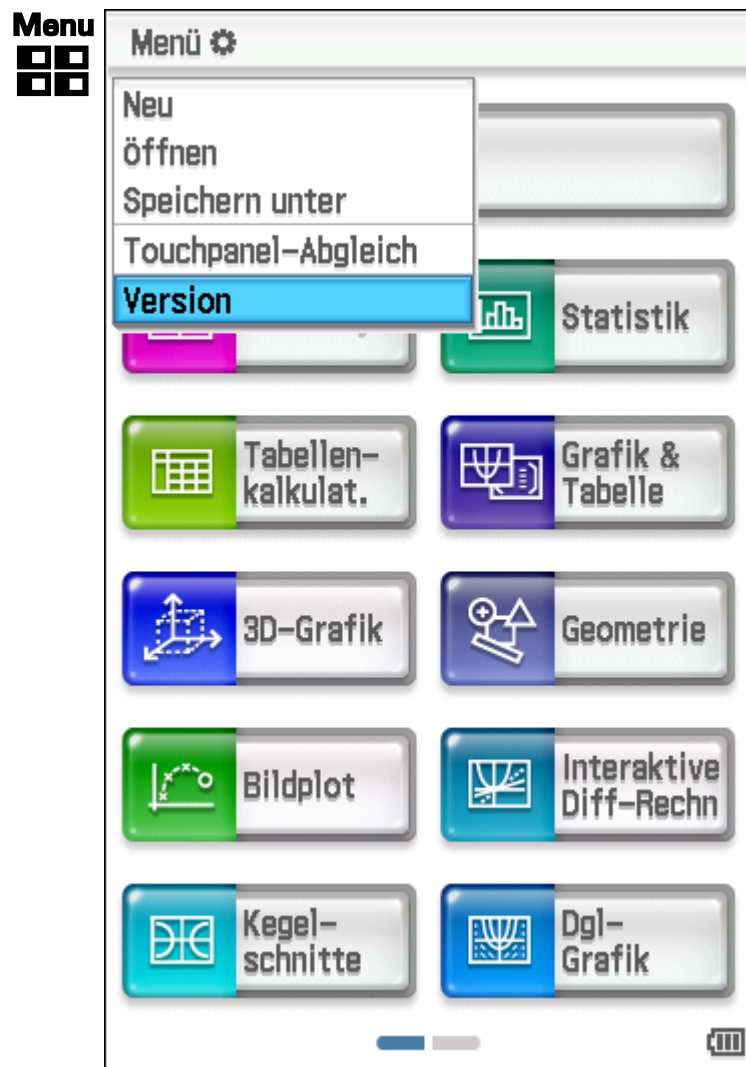 Menu
Menü
Neu
Öffnen
Speichern unter
Touchpanel-Abgleich
Version
Statistik
Tabellen-
kalkulat.
Grafik &
Tabelle
3D-Grafik
Geometrie
Bildplot
Interaktive
Diff-Rechn
Kegel-
schnitte
Dgl-
Grafik